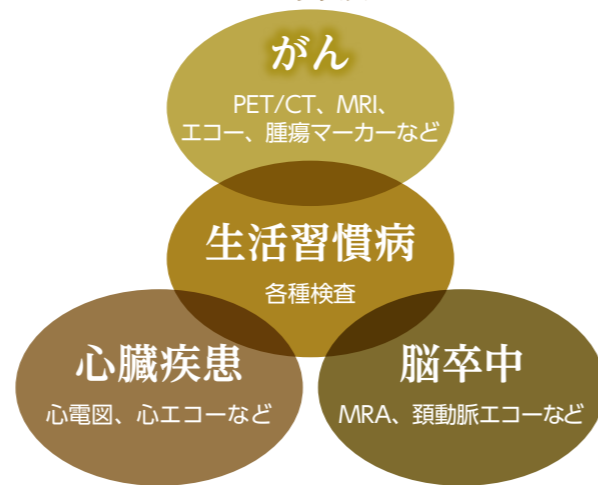 がん
PET/CT、MRI、
エコー、腫瘍マーカーなど
生活習慣病
各種検査
心臓疾患
心電図、心エコーなど
脳卒中
MRA、頚動脈エコーなど